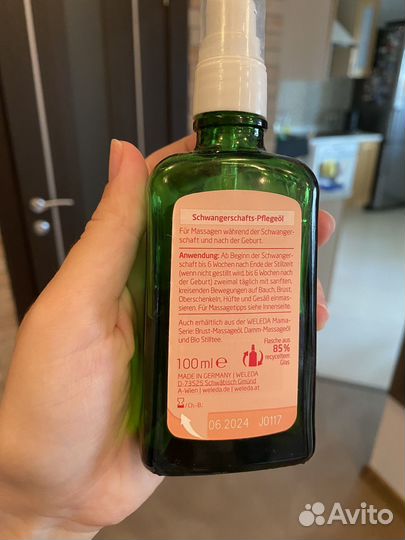 Schwangerschafts-Pflegeöl
Für Massagen während der Schwanger-
schaft und nach der Geburt.
Anwendung: Ab Beginn der Schwanger-
schaft bis 6 Wochen nach Ende der Stillzeit
(wenn nicht gestillt wird, bis 6 Wochen nach
der Geburt) zweimal täglich mit sanften,
kreisenden Bewegungen auf Bauch, Brust,
Oberschenkeln, Hüfte und Gesäß einmas-
sieren. Für Massagetipps siehe Innenseite.
Auch erhältlich aus der WELEDA Mama-
Serie: Brust-Massageöl, Damm-Massageöl
und Bio Stilltee.
Flasche aus
85%
recyceltem
Glas
100 ml e
MADE IN GERMANY | WELEDA
D-73525 Schwäbisch Gmünd
A-Wien | weleda.de | weleda.at
/Ch.-B.:
06.2024 J0117
Avito